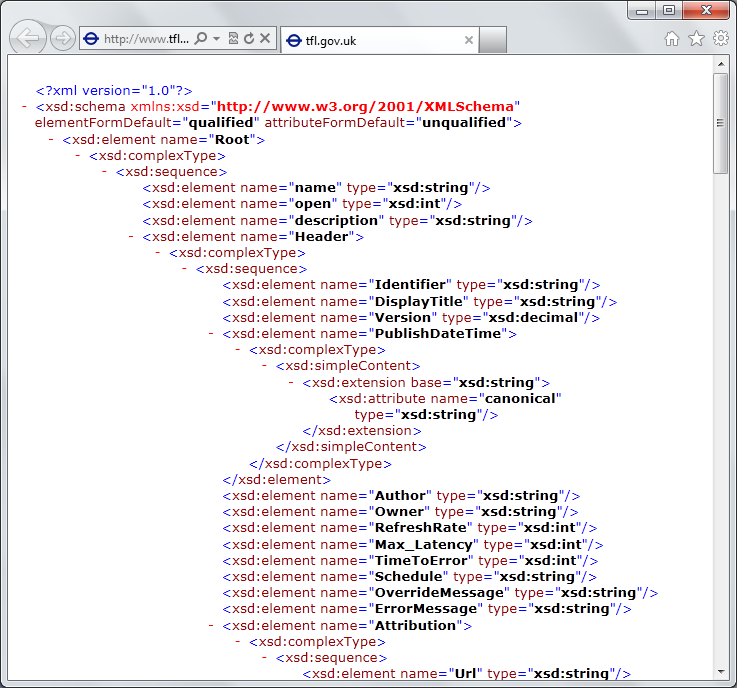 http://www.tfl...
tfl.gov.uk
<?xml version="1.0"?>
- <xsd:schema xmlns:xsd="http://www.w3.org/2001/XMLSchema"
elementFormDefault="qualified" attributeFormDefault="unqualified">
- <xsd:element name="Root">
- <xsd:complexType>
- <xsd:sequence>
<xsd:element name="name" type="xsd:string"/>
<xsd:element name="open" type="xsd:int"/>
<xsd:element name="description" type="xsd:string"/>
- <xsd:element name="Header">
- <xsd:complexType>
- <xsd:sequence>
<xsd:element name="Identifier" type="xsd:string"/>
<xsd:element name="DisplayTitle" type="xsd:string"/>
<xsd:element name="Version" type="xsd:decimal"/>
- <xsd:element name="PublishDateTime">
- <xsd:complexType>
- <xsd:simpleContent>
- <xsd:extension base="xsd:string">
<xsd:attribute name="canonical"
type="xsd:string"/>
</xsd:extension>
</xsd:simpleContent>
</xsd:complexType>
</xsd:element>
<xsd:element name="Author" type="xsd:string"/>
<xsd:element name="Owner" type="xsd:string"/>
<xsd:element name="RefreshRate" type="xsd:int"/>
<xsd:element name="Max_Latency" type="xsd:int"/>
<xsd:element name="TimeToError" type="xsd:int"/>
<xsd:element name="Schedule" type="xsd:string"/>
<xsd:element name="OverrideMessage" type="xsd:string"/>
<xsd:element name="ErrorMessage" type="xsd:string"/>
- <xsd:element name="Attribution">
- <xsd:complexType>
- <xsd:sequence>
<xsd:element name="Url" type="xsd:string"/>